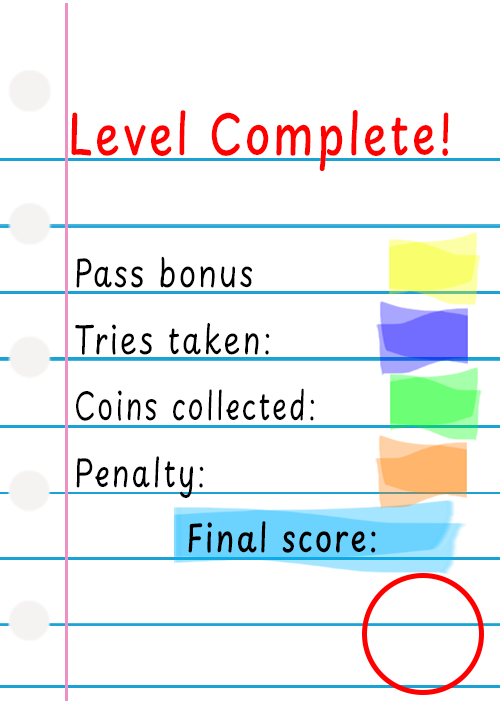 Level Complete!
Pass bonus
Tries taken:
Coins collected:
Penalty:
Final score: